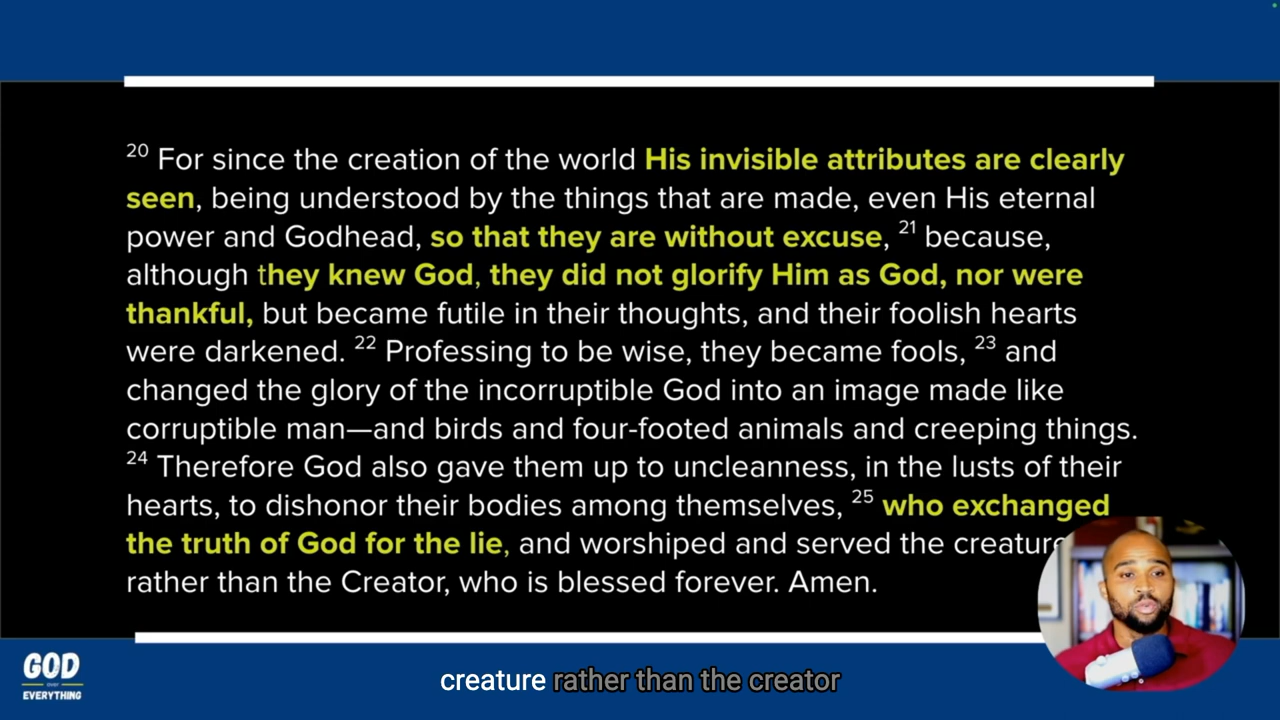 20 For since the creation of the world His invisible attributes are clearly
seen, being understood by the things that are made, even His eternal
power and Godhead, so that they are without excuse, 21 because,
although they knew God, they did not glorify Him as God, nor were
thankful, but became futile in their thoughts, and their foolish hearts
were darkened. 22 Professing to be wise, they became fools, 23 and
changed the glory of the incorruptible God into an image made like
corruptible man—and birds and four-footed animals and creeping things.
24 Therefore God also gave them up to uncleanness, in the lusts of their
hearts, to dishonor their bodies among themselves, 25 who exchanged
the truth of God for the lie, and worshiped and served the creature
rather than the Creator, who is blessed forever. Amen.
GOD
OVER
EVERYTHING
creature rather than the creator